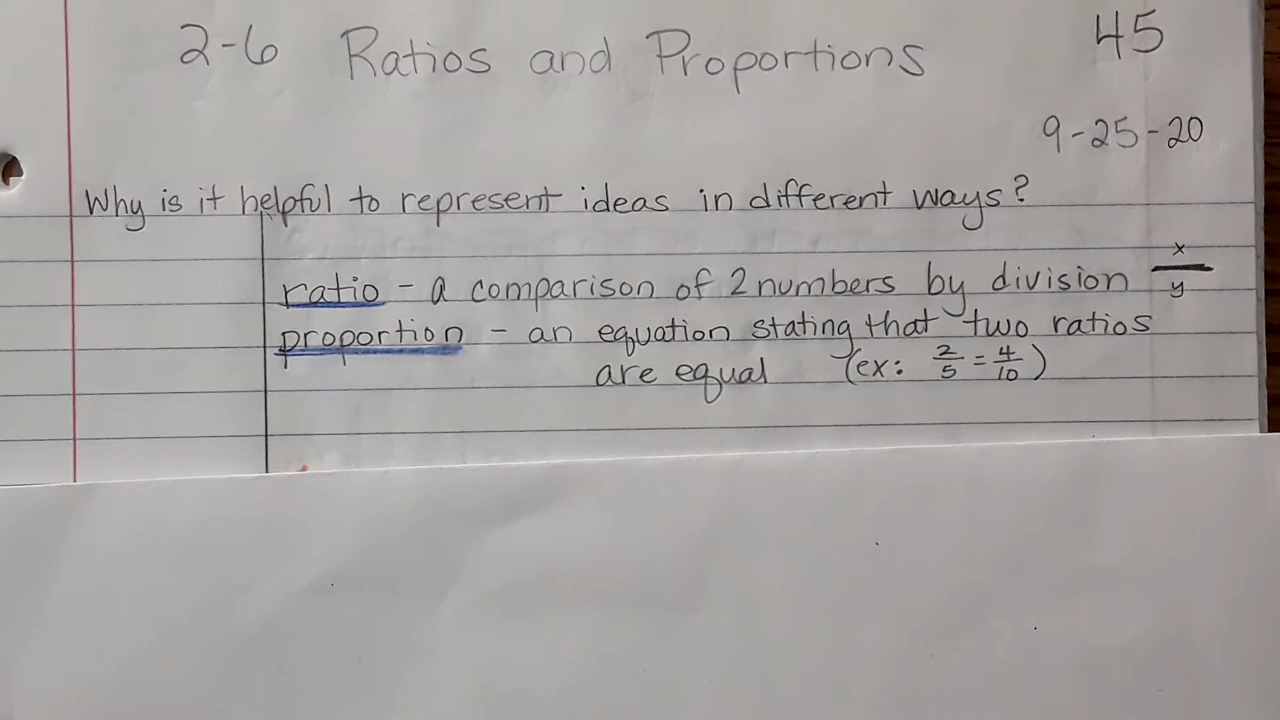 2-6 Ratios and Proportions 45
9-25-20
Why is it helpful to represent ideas in different ways?
ratio - a comparison of 2 numbers by division x/y
proportion - an equation stating that two ratios
are equal (ex: 2/5 = 4/10)